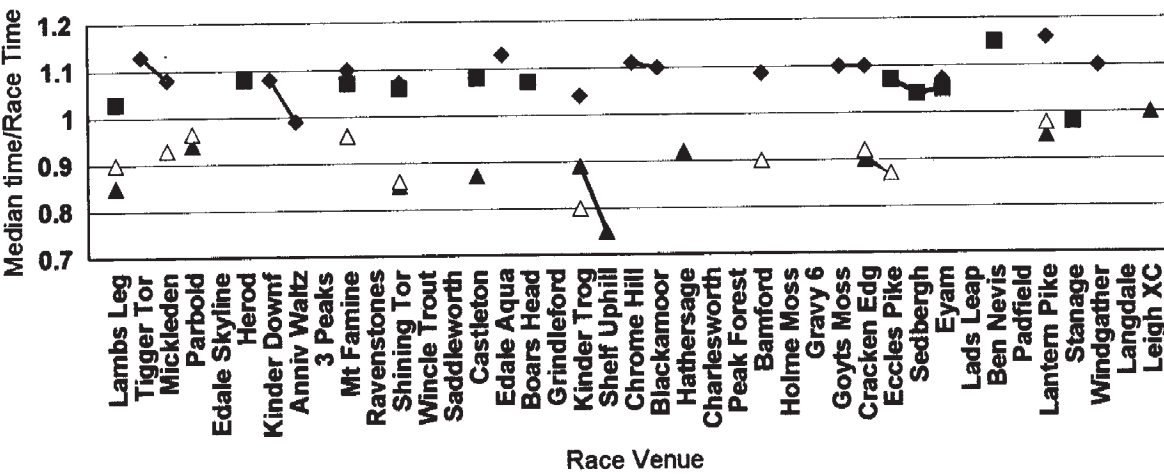 Median time/Race Time
1.2
1.1
1
0.9
0.8
0.7
Lambs Leg
Tigger Tor
Mickleden
Parbold
Edale Skyline
Herod
Kinder Downf
Anniv Waltz
3 Peaks
Mt Famine
Ravenstones
Shining Tor
Wincle Trout
Saddleworth
Castleton
Edale Aqua
Boars Head
Grindleford
Kinder Trog
Shelf Uphill
Chrome Hill
Blackamoor
Hathersage
Charlesworth
Peak Forest
Bamford
Holme Moss
Gravy 6
Goyts Moss
Cracken Edg
Eccles Pike
Sedbergh
Eyam
Lads Leap
Ben Nevis
Padfield
Lantern Pike
Stanage
Windgather
Langdale
Leigh XC
Race Venue